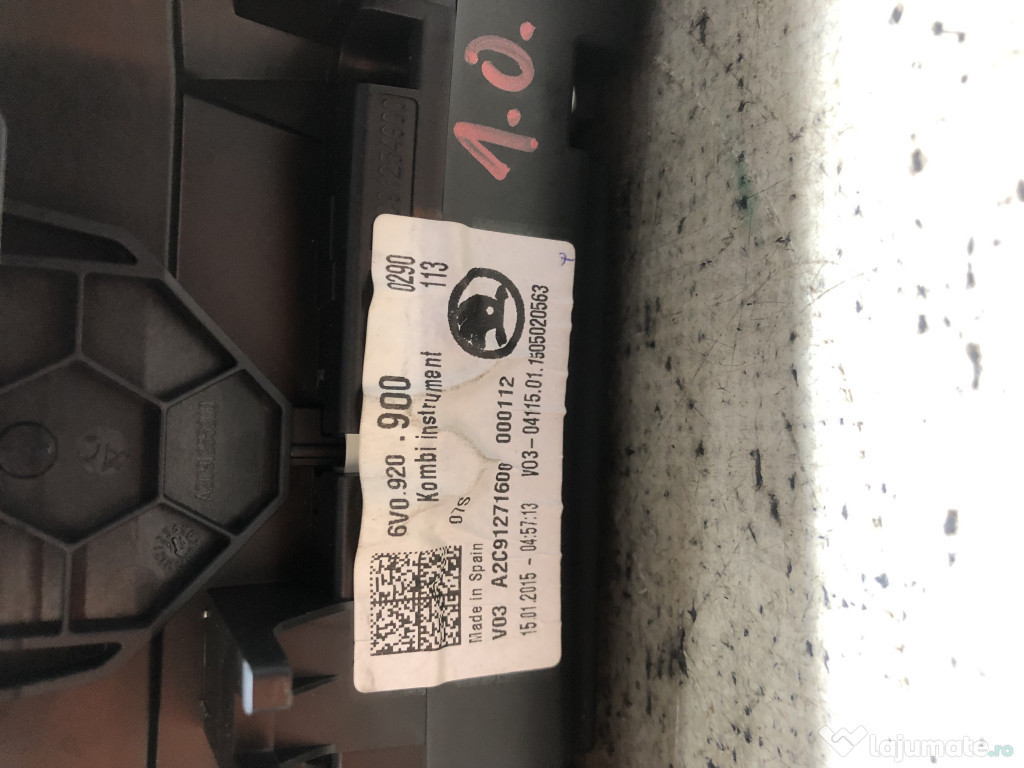 1.0.
6V0.920 .900 0290
Kombi instrument 113
07S
Made in Spain
V03 A2C91271600 000112
15.01.2015 - 04:57:13 V03-04115.01.1505020563
lajumate.ro